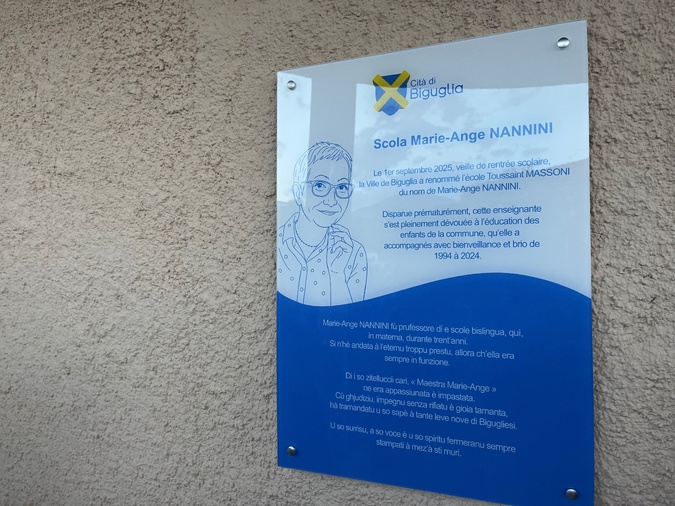 Cità di
Biguglia
Scola Marie-Ange NANNINI
Le 1er septembre 2025, veille de rentrée scolaire,
la Ville de Biguglia a renommé l'école Toussaint MASSONI
du nom de Marie-Ange NANNINI.
Disparue prématurément, cette enseignante
s'est pleinement dévouée à l'éducation des
enfants de la commune, qu'elle a
accompagnés avec bienveillance et brio de
1994 à 2024.
Marie-Ange NANNINI fù prufessore di e scole bislingua, quì,
in materna, durante trent'anni.
Si n'hè andata à l'eternu troppu prestu, allora ch'ella era
sempre in funzione.
Di i so zitelluccii cari, « Maestra Marie-Ange »
ne era appassiunata è impastata.
Cù ghjudiziu, impegnu senza rifiatu è gioia tamanta,
hà tramandatu u so sapè à tante leve nove di Bigugliesi.
U so surrisu, a so voce è u so spiritu fermeranu sempre
stampati à mez'à sti muri.